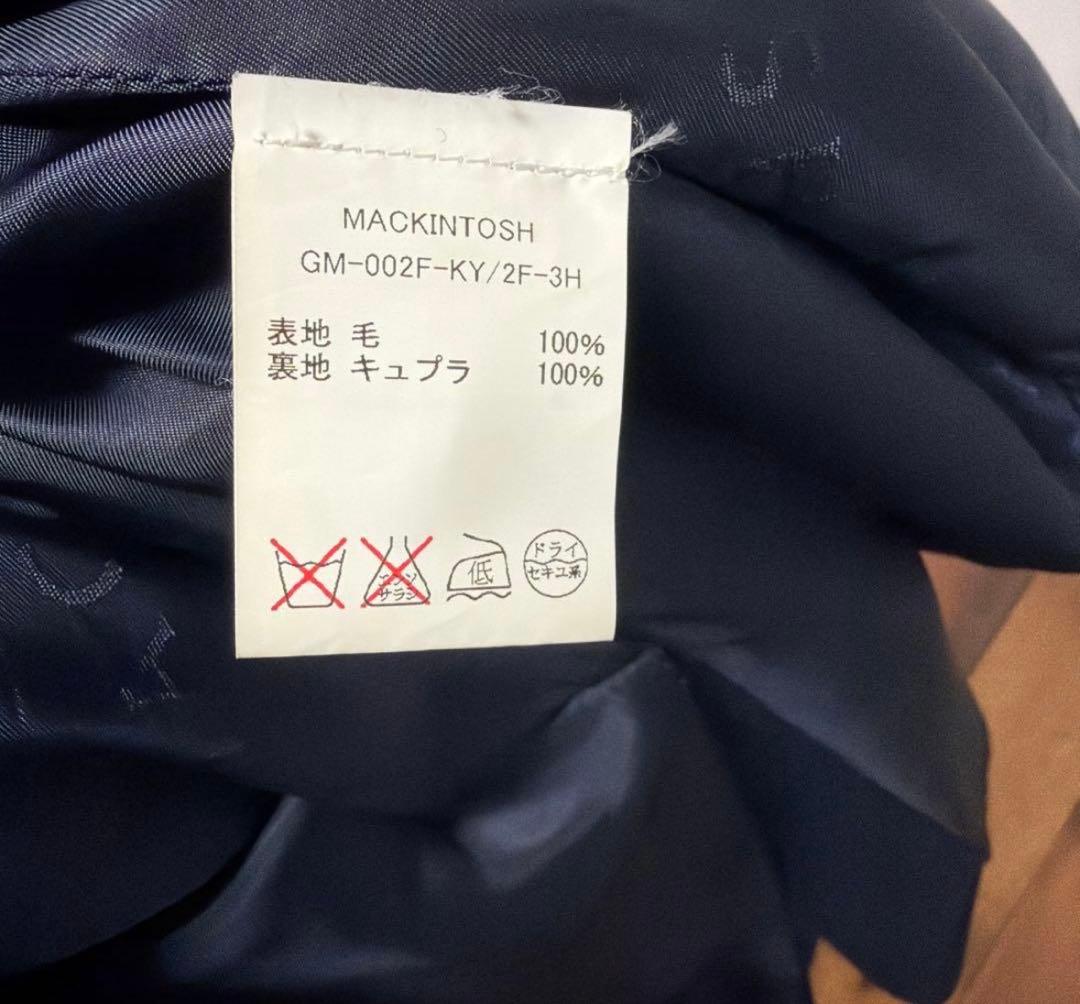 MACKINTOSH
GM-002F-KY/2F-3H
表地 毛 100%
裏地 キュプラ 100%
エンソ
サラシ
低
ドライ
セキユ系